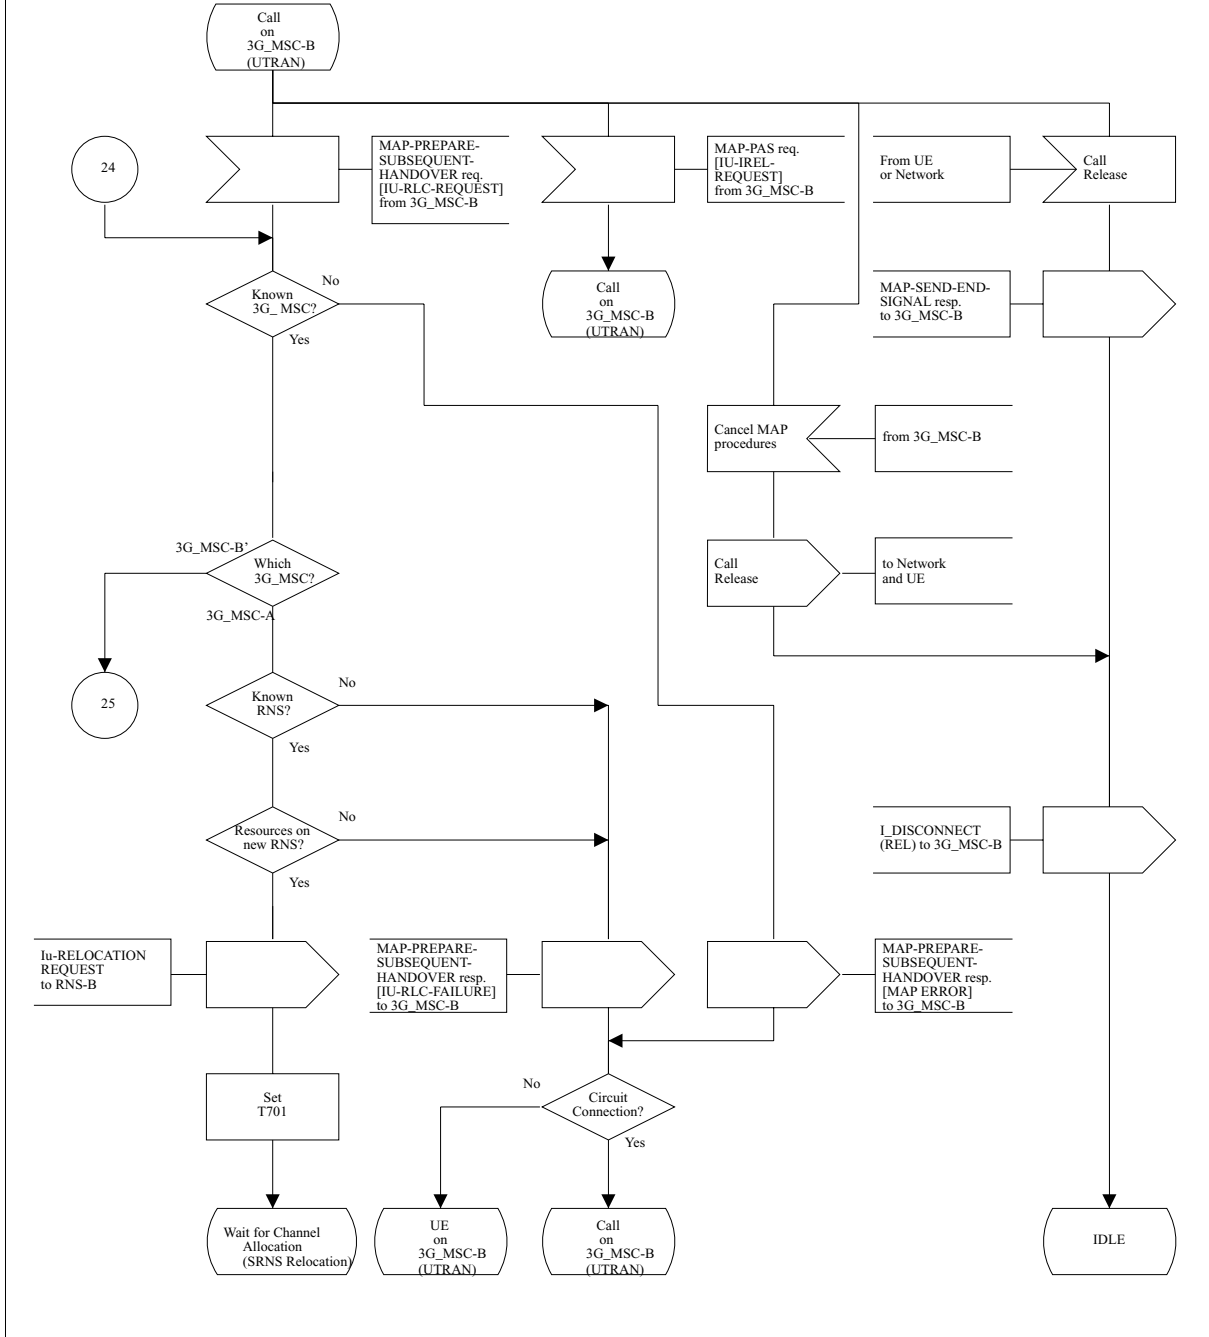 Call
on
3G_MSC-B
(UTRAN)
24
MAP-PREPARE-
SUBSEQUENT-
HANDOVER req.
[IU-RLC-REQUEST]
from 3G_MSC-B
MAP-PAS req.
[IU-IREL-
REQUEST]
from 3G_MSC-B
From UE
or Network
Call
Release
No
Known
3G_ MSC?
Yes
Call
on
3G_MSC-B
(UTRAN)
MAP-SEND-END-
SIGNAL resp.
to 3G_MSC-B
Cancel MAP
procedures
from 3G_MSC-B
3G_MSC-B’
Which
3G_MSC?
3G_MSC-A
Call
Release
to Network
and UE
25
No
Known
RNS?
Yes
No
Resources on
new RNS?
Yes
I_DISCONNECT
(REL) to 3G_MSC-B
Iu-RELOCATION
REQUEST
to RNS-B
MAP-PREPARE-
SUBSEQUENT-
HANDOVER resp.
[IU-RLC-FAILURE]
to 3G_MSC-B
MAP-PREPARE-
SUBSEQUENT-
HANDOVER resp.
[MAP ERROR]
to 3G_MSC-B
Set
T701
No
Circuit
Connection?
Yes
Wait for Channel
Allocation
(SRNS Relocation)
UE
on
3G_MSC-B
(UTRAN)
Call
on
3G_MSC-B
(UTRAN)
IDLE